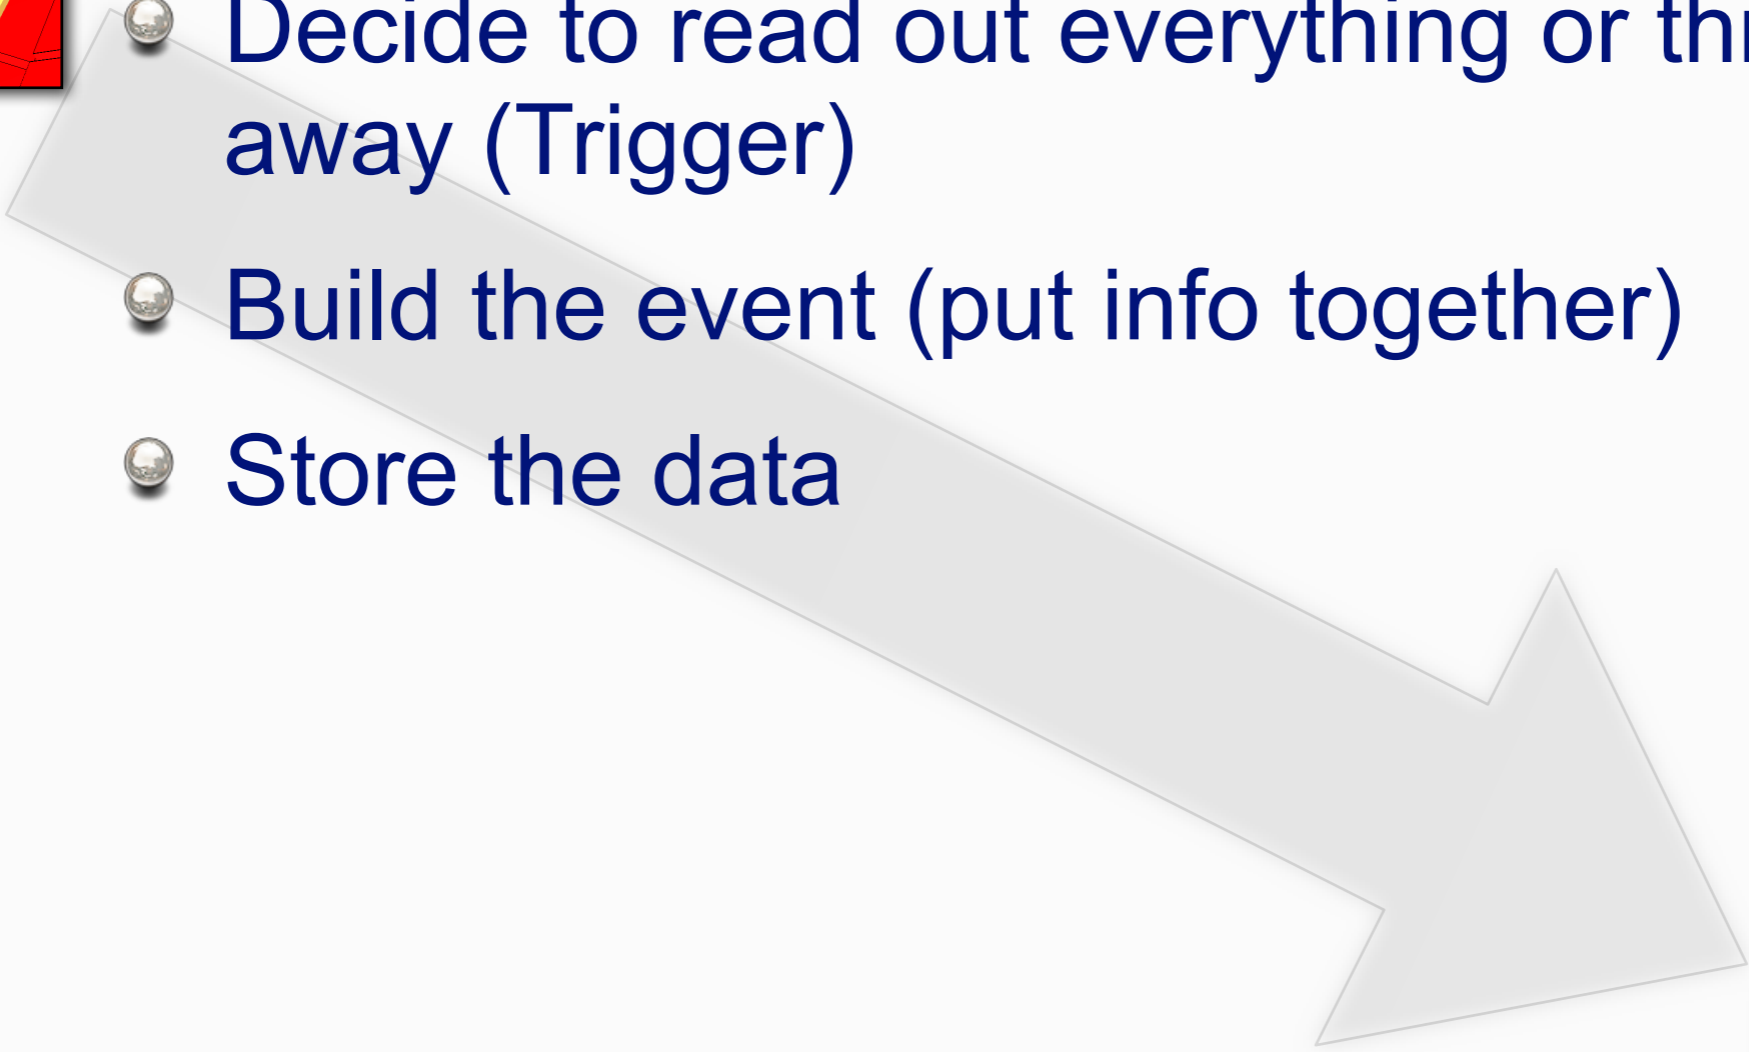 Decide to read out everything or
away (Trigger)
Build the event (put info together)
Store the data